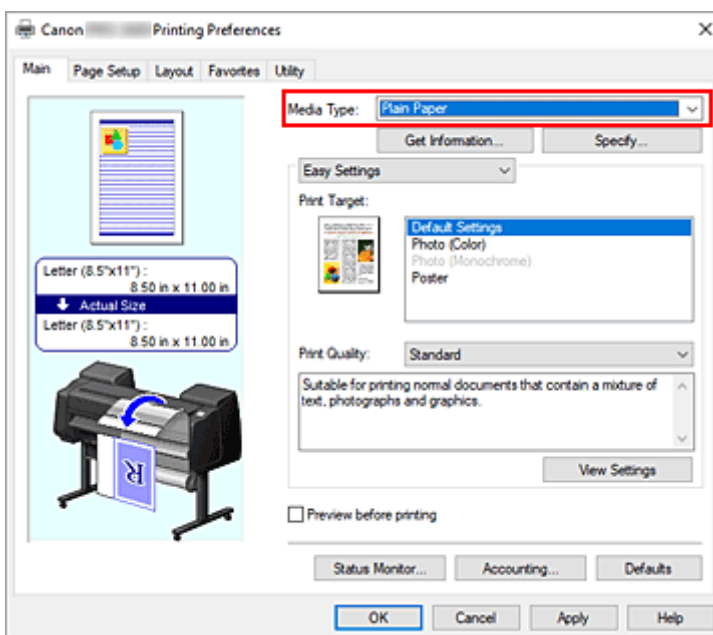 Canon Printing Preferences
Main Page Setup Layout Favorites Utility
Media Type: Plain Paper
Get Information... Specify...
Easy Settings
Print Target:
Default Settings
Photo (Color)
Photo (Monochrome)
Poster
Letter (8.5"x11") :
8.50 in x 11.00 in
Actual Size
Letter (8.5"x11") :
8.50 in x 11.00 in
Print Quality: Standard
Suitable for printing normal documents that contain a mixture of
text, photographs and graphics.
R
View Settings
Preview before printing
Status Monitor... Accounting... Defaults
OK Cancel Apply Help